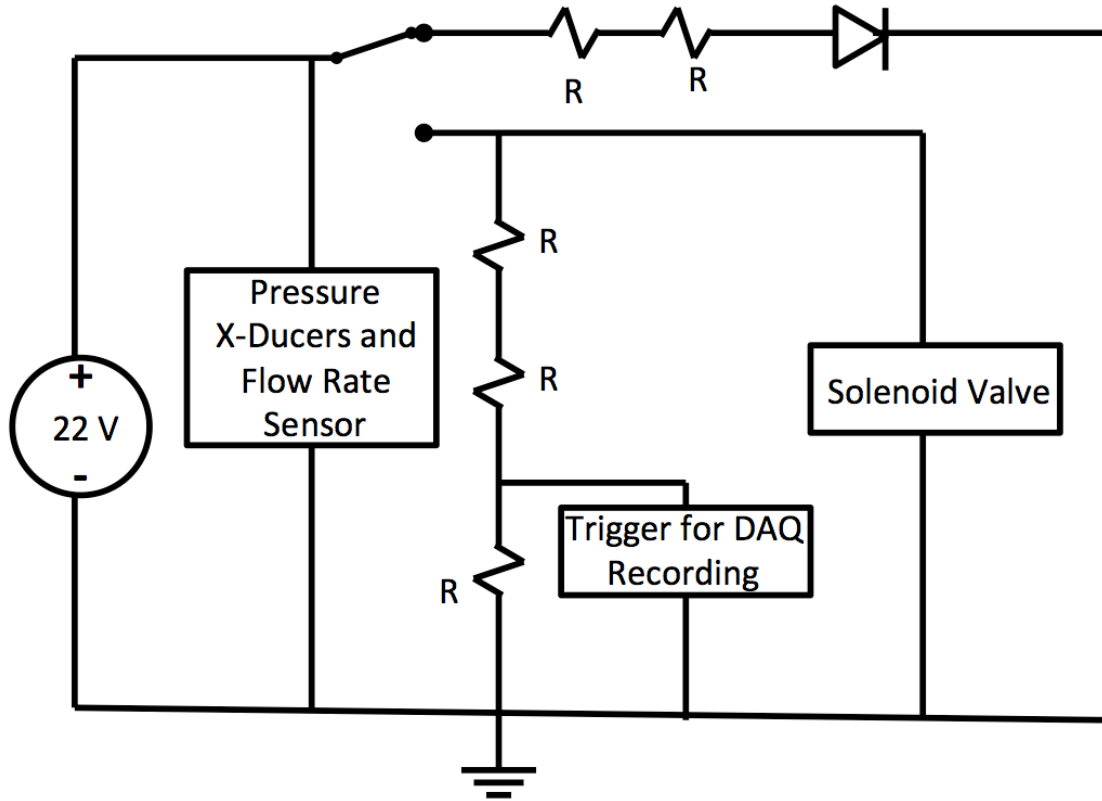 R
R
R
Pressure
X-Ducers and
Flow Rate
Sensor
+
22 V
-
R
Solenoid Valve
Trigger for DAQ
Recording
R